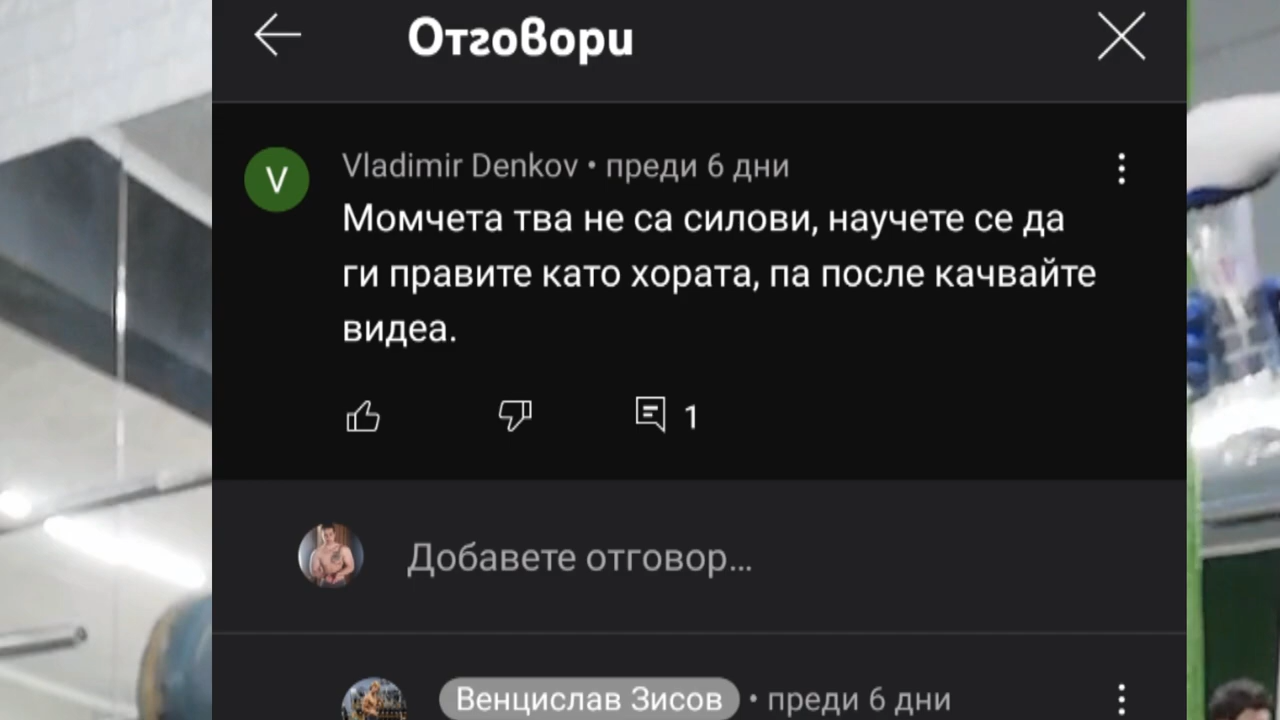 Отговори
V
Vladimir Denkov • преди 6 дни
Момчета тва не са силови, научете се да
ги правите като хората, па после качвайте
видеа.
1
Добавете отговор...
Венцислав Зисов • преди 6 дни